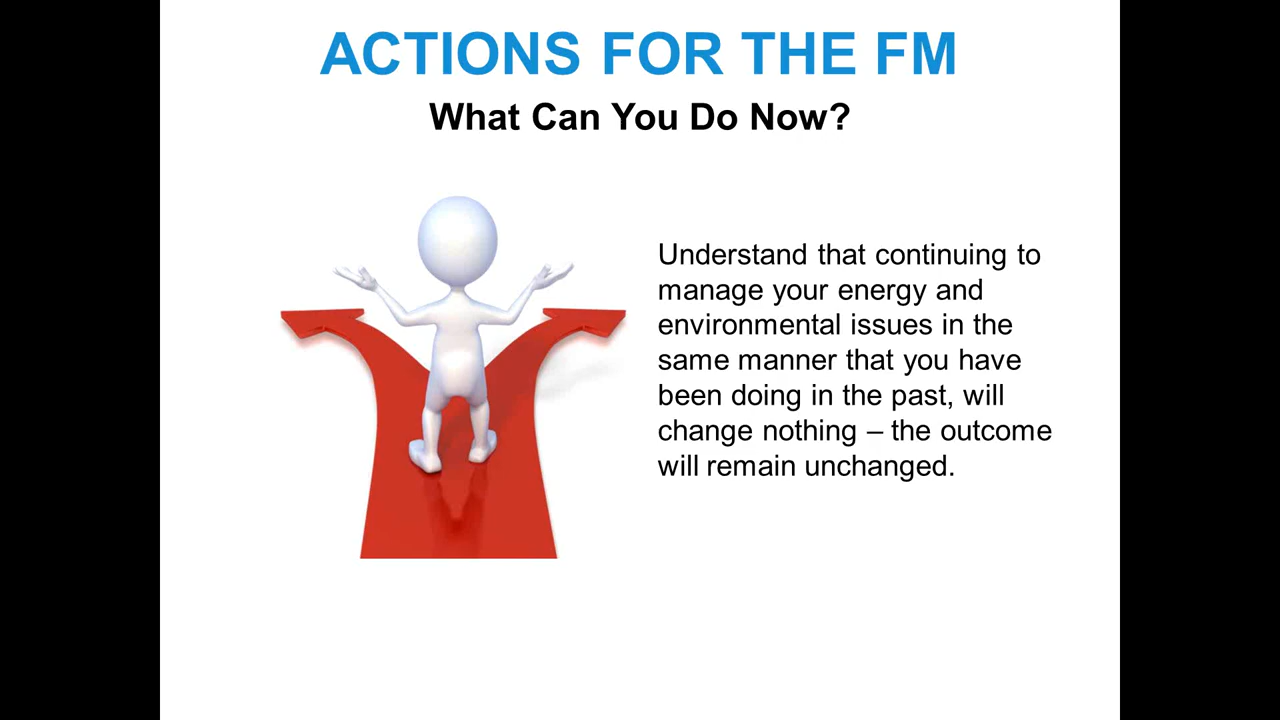 ACTIONS FOR THE FM
What Can You Do Now?
Understand that continuing to
manage your energy and
environmental issues in the
same manner that you have
been doing in the past, will
change nothing – the outcome
will remain unchanged.